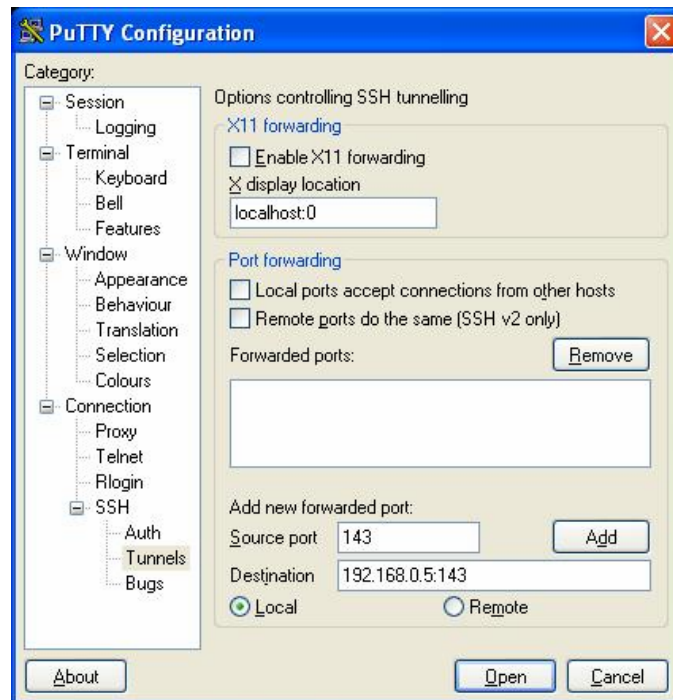 PuTTY Configuration
Category:
Session
Logging
Terminal
Keyboard
Bell
Features
Window
Appearance
Behaviour
Translation
Selection
Colours
Connection
Proxy
Telnet
Rlogin
SSH
Auth
Tunnels
Bugs
Options controlling SSH tunnelling
X11 forwarding
Enable X11 forwarding
X display location
localhost:0
Port forwarding
Local ports accept connections from other hosts
Remote ports do the same (SSH v2 only)
Forwarded ports: Remove
Add new forwarded port:
Source port 143 Add
Destination 192.168.0.5:143
Local Remote
About Open Cancel